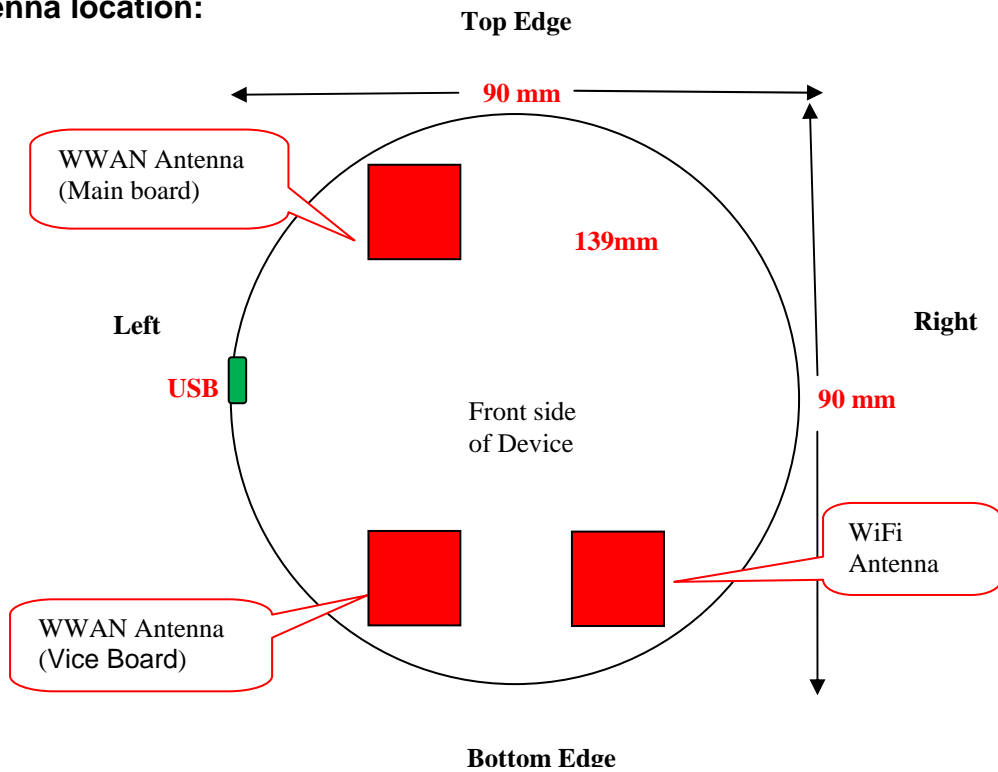 enna location:
Top Edge
90 mm
WWAN Antenna
(Main board)
139mm
Left
Right
USB
90 mm
Front side
of Device
WiFi
Antenna
WWAN Antenna
(Vice Board)
Bottom Edge